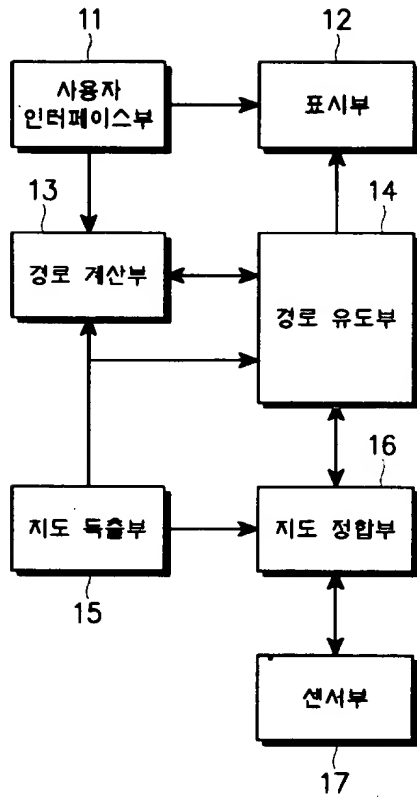 11
사용자
인터페이스부
12
표시부
13
경로 계산부
14
경로 유도부
지도 독출부
15
16
지도 정합부
센서부
17